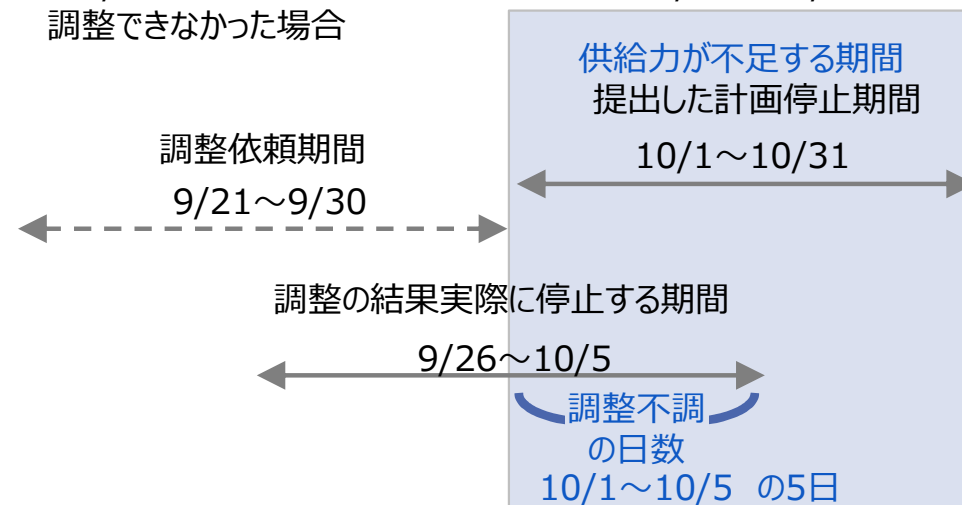 調整できなかった場合
供給力が不足する期間
提出した計画停止期間
調整依頼期間
10/1～10/31
9/21～9/30
調整の結果実際に停止する期間
9/26～10/5
調整不調
の日数
10/1～10/5 の5日